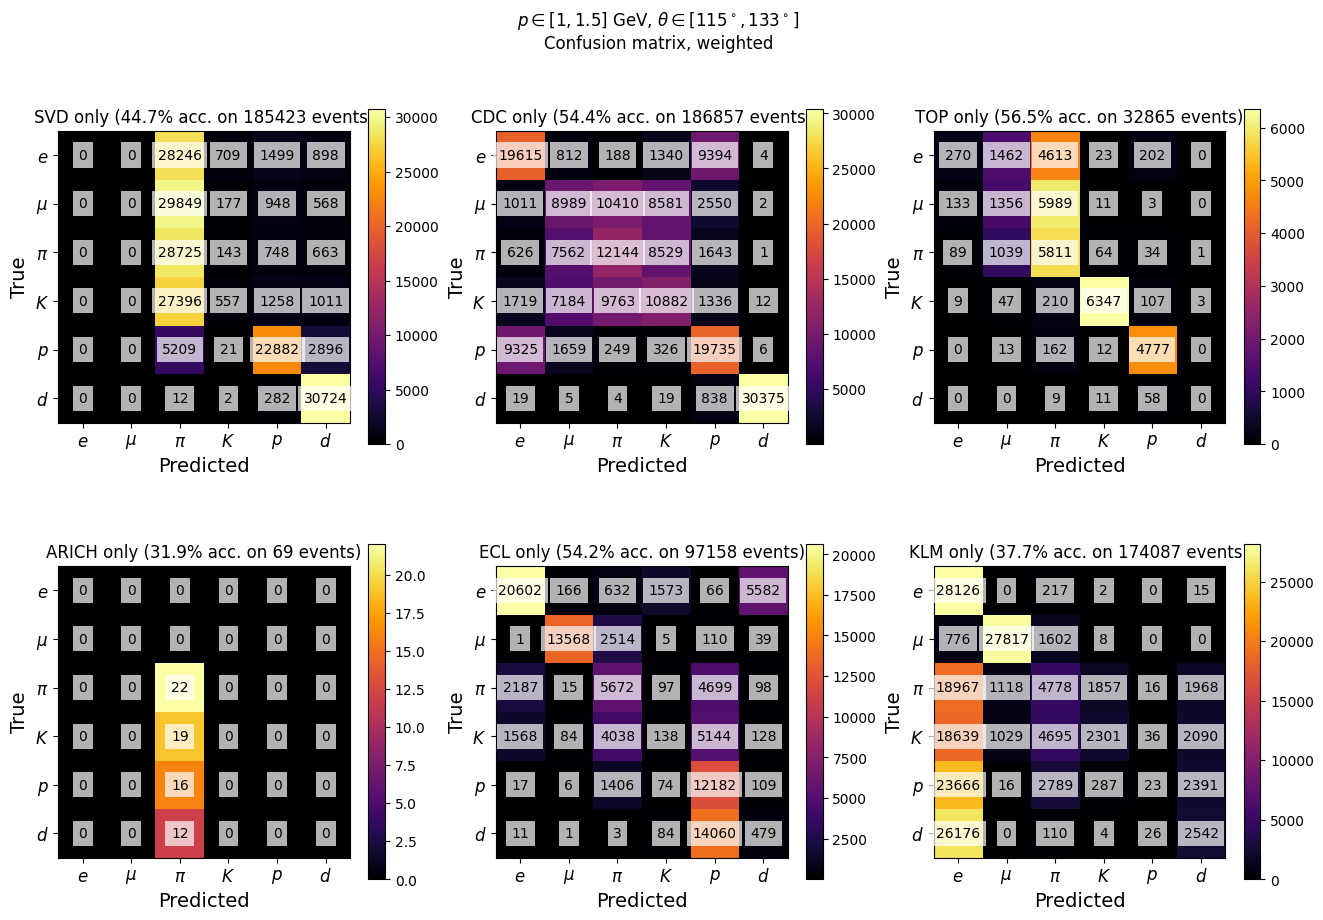 p ∈ [1, 1.5] GeV, θ ∈ [115°, 133°]
Confusion matrix, weighted
SVD only (44.7% acc. on 185423 events
True
e 0 0 28246 709 1499 898
μ 0 0 29849 177 948 568
π 0 0 28725 143 748 663
K 0 0 27396 557 1258 1011
p 0 0 5209 21 22882 2896
d 0 0 12 2 282 30724
e μ π K p d
Predicted
30000
25000
20000
15000
10000
5000
0
CDC only (54.4% acc. on 186857 events
True
e 19615 812 188 1340 9394 4
μ 1011 8989 10410 8581 2550 2
π 626 7562 12144 8529 1643 1
K 1719 7184 9763 10882 1336 12
p 9325 1659 249 326 19735 6
d 19 5 4 19 838 30375
e μ π K p d
Predicted
30000
25000
20000
15000
10000
5000
TOP only (56.5% acc. on 32865 events)
True
e 270 1462 4613 23 202 0
μ 133 1356 5989 11 3 0
π 89 1039 5811 64 34 1
K 9 47 210 6347 107 3
p 0 13 162 12 4777 0
d 0 0 9 11 58 0
e μ π K p d
Predicted
6000
5000
4000
3000
2000
1000
0
ARICH only (31.9% acc. on 69 events)
True
e 0 0 0 0 0 0
μ 0 0 0 0 0 0
π 0 0 22 0 0 0
K 0 0 19 0 0 0
p 0 0 16 0 0 0
d 0 0 12 0 0 0
e μ π K p d
Predicted
20.0
17.5
15.0
12.5
10.0
7.5
5.0
2.5
0.0
ECL only (54.2% acc. on 97158 events)
True
e 20602 166 632 1573 66 5582
μ 1 13568 2514 5 110 39
π 2187 15 5672 97 4699 98
K 1568 84 4038 138 5144 128
p 17 6 1406 74 12182 109
d 11 1 3 84 14060 479
e μ π K p d
Predicted
20000
17500
15000
12500
10000
7500
5000
2500
KLM only (37.7% acc. on 174087 events
True
e 28126 0 217 2 0 15
μ 776 27817 1602 8 0 0
π 18967 1118 4778 1857 16 1968
K 18639 1029 4695 2301 36 2090
p 23666 16 2789 287 23 2391
d 26176 0 110 4 26 2542
e μ π K p d
Predicted
25000
20000
15000
10000
5000
0